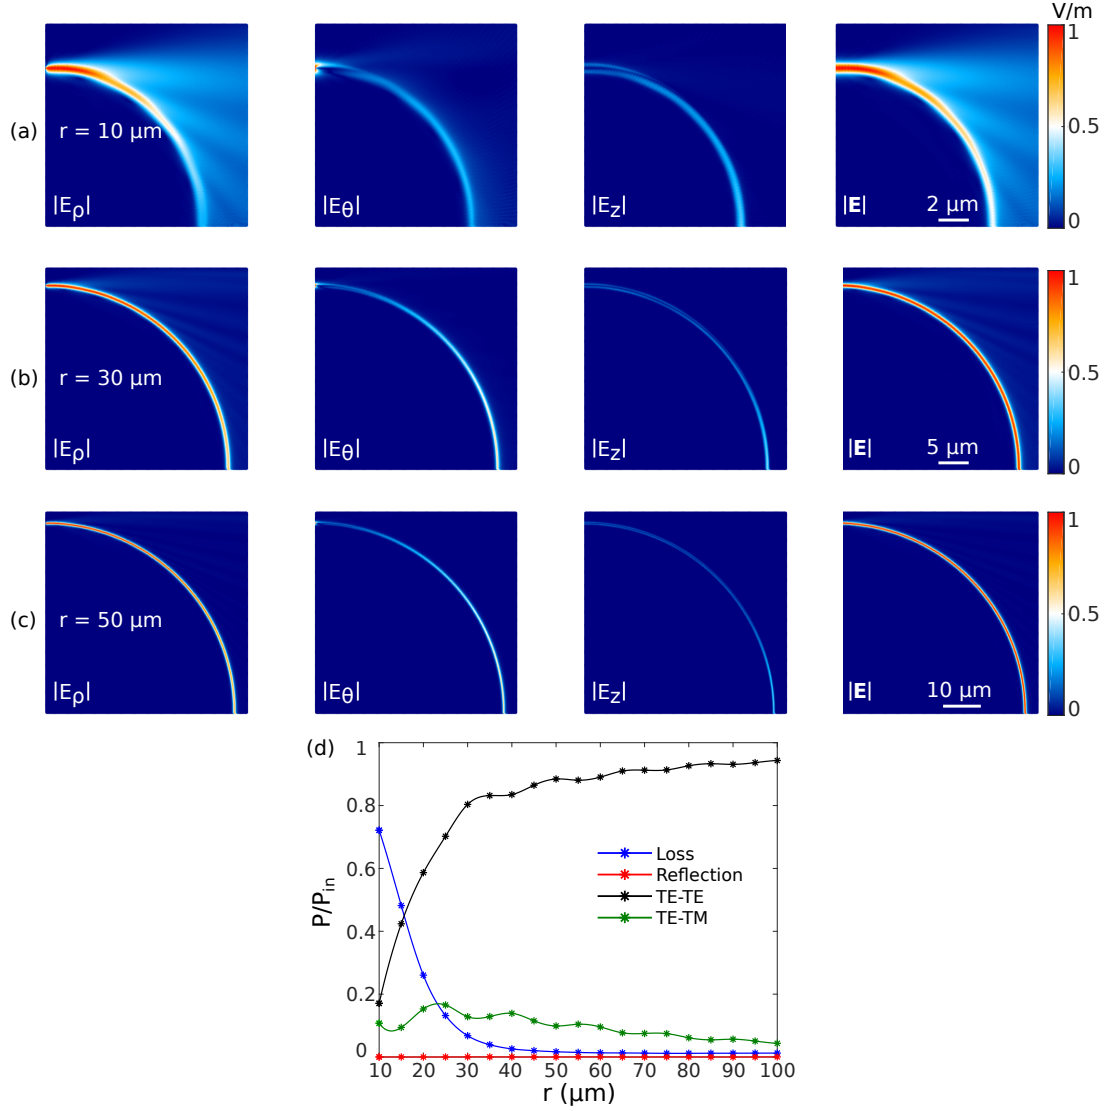 V/m
(a)
r = 10 μm
|Eρ|
|Eθ|
|Ez|
|E|
2 μm
1
0.5
0
(b)
r = 30 μm
|Eρ|
|Eθ|
|Ez|
|E|
5 μm
1
0.5
0
(c)
r = 50 μm
|Eρ|
|Eθ|
|Ez|
|E|
10 μm
1
0.5
0
(d)
P/Pin
1
0.8
0.6
0.4
0.2
0
Loss
Reflection
TE-TE
TE-TM
10 20 30 40 50 60 70 80 90 100
r (μm)